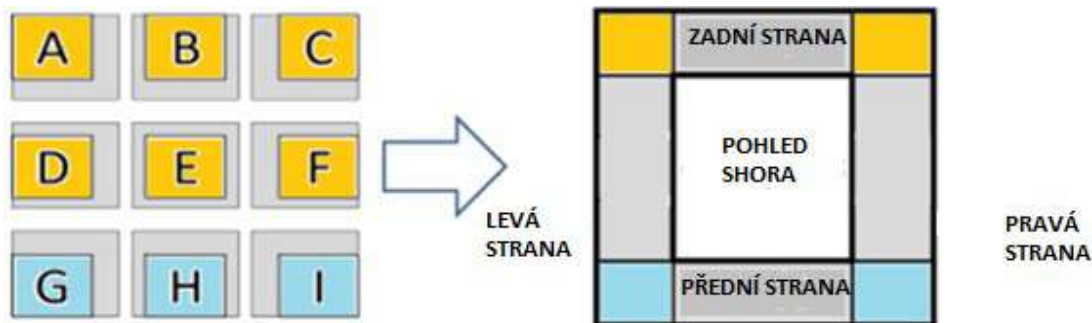 A B C
D E F
G H I
ZADNÍ STRANA
POHLED
SHORA
LEVÁ
STRANA
PRAVÁ
STRANA
PŘEDNÍ STRANA